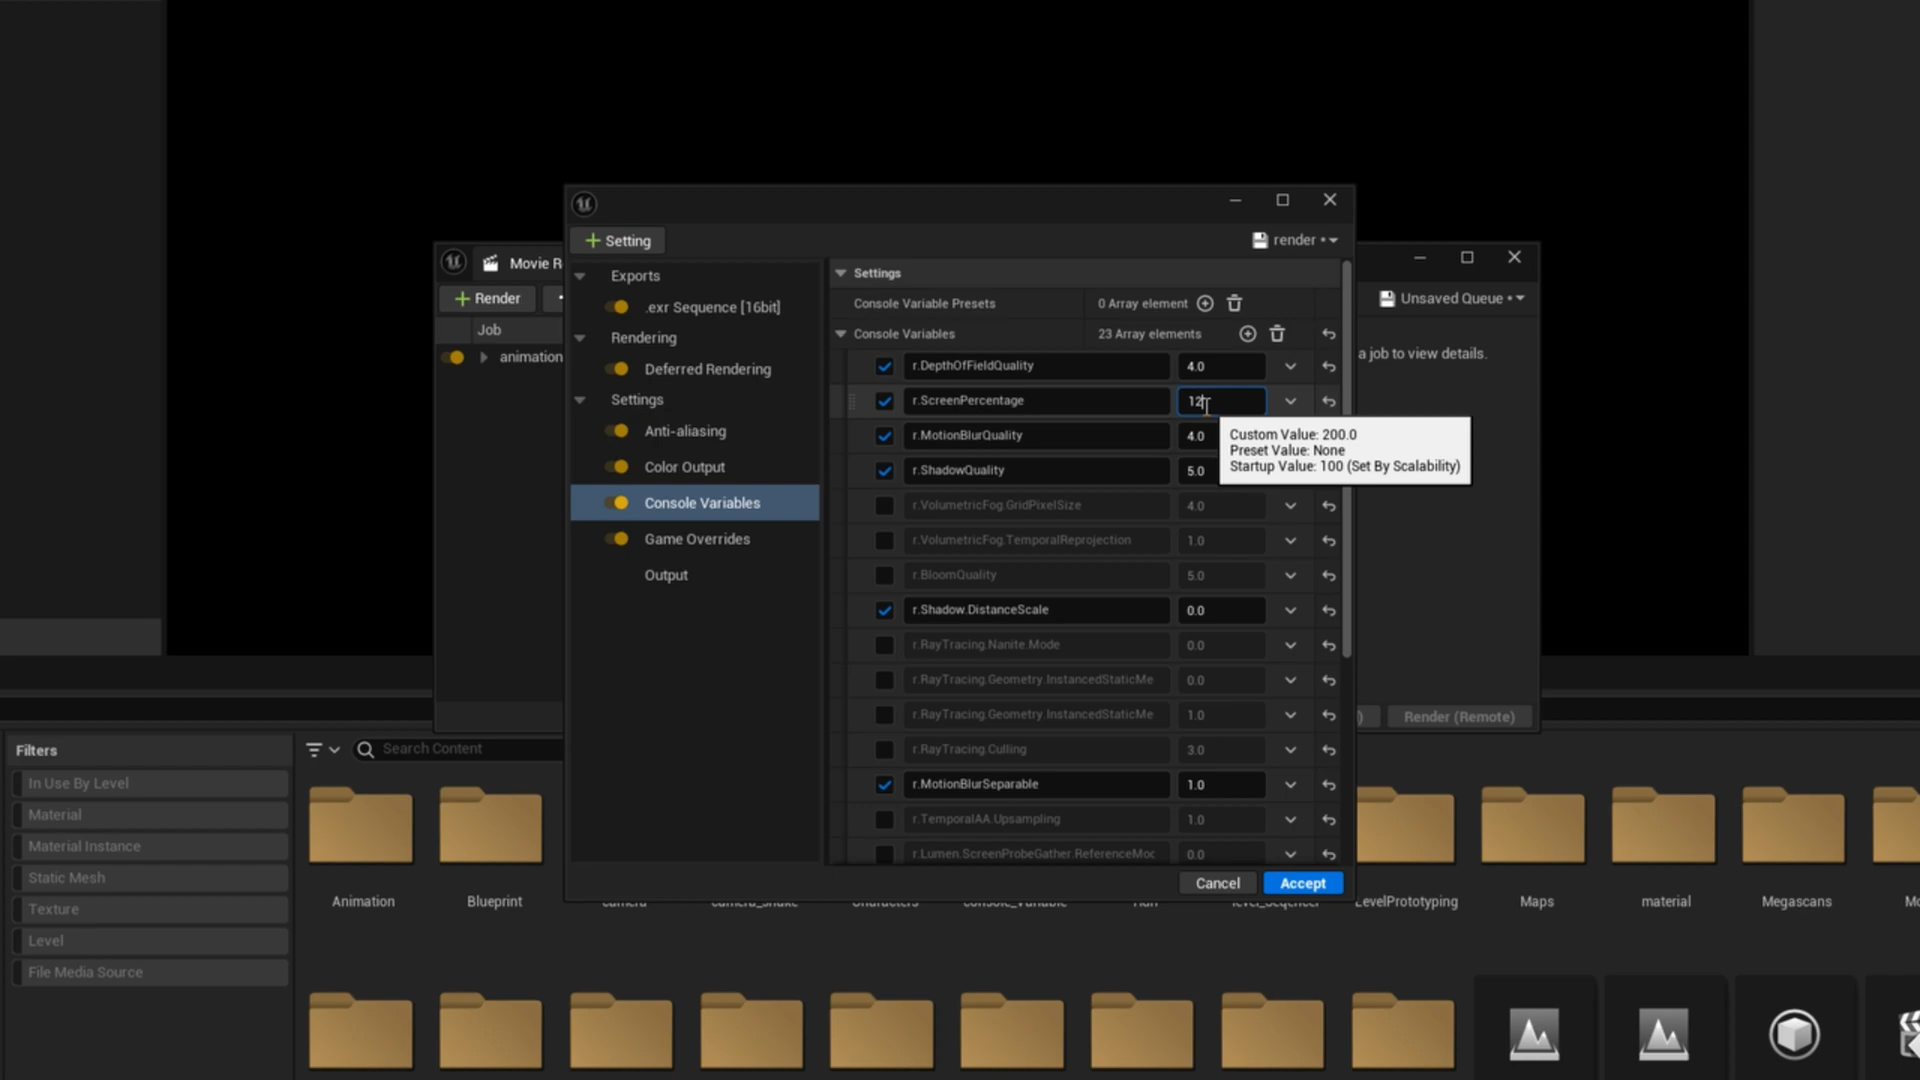 Setting
render
Exports
.exr Sequence [16bit]
Rendering
Deferred Rendering
Settings
Anti-aliasing
Color Output
Console Variables
Game Overrides
Output
Settings
Console Variable Presets
0 Array element
Console Variables
23 Array elements
r.DepthOfFieldQuality
4.0
r.ScreenPercentage
12
r.MotionBlurQuality
4.0
r.ShadowQuality
5.0
r.VolumetricFog.GridPixelSize
4.0
r.VolumetricFog.TemporalReprojection
1.0
r.BloomQuality
5.0
r.Shadow.DistanceScale
0.0
r.RayTracing.Nanite.Mode
0.0
r.RayTracing.Geometry.InstancedStaticMe
0.0
r.RayTracing.Geometry.InstancedStaticMe
1.0
r.RayTracing.Culling
3.0
r.MotionBlurSeparable
1.0
r.TemporalAA.Upsampling
1.0
r.Lumen.ScreenProbeGather.ReferenceMoc
0.0
Custom Value: 200.0
Preset Value: None
Startup Value: 100 (Set By Scalability)
Cancel
Accept
Movie R
Render
Job
animation
Unsaved Queue
a job to view details.
Render (Remote)
Filters
In Use By Level
Material
Material Instance
Static Mesh
Texture
Level
File Media Source
Search Content
Animation
Blueprint
camera
camera_shake
characters
console_variable
level_Seqencer
LevelPrototyping
Maps
material
Megascans